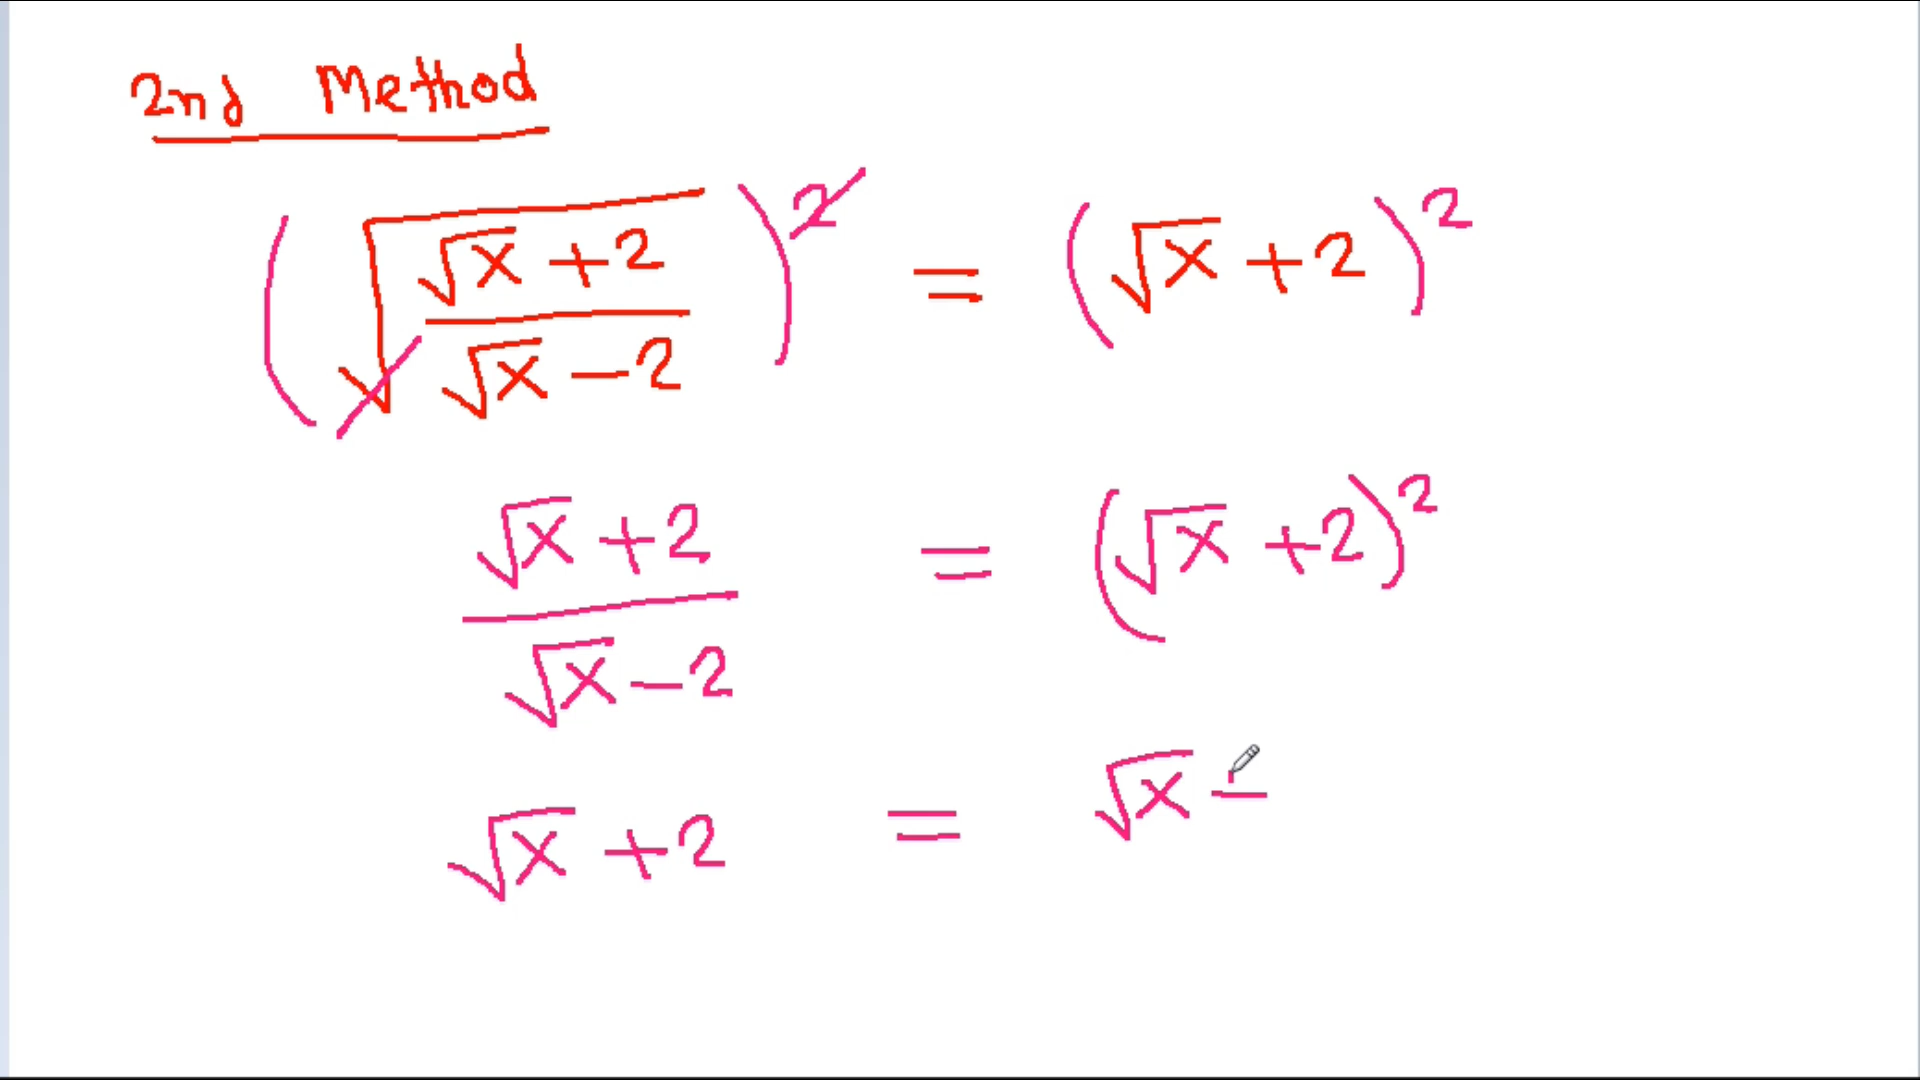 2nd Method
(√((√x + 2)/(√x − 2)))² = (√x + 2)²
(√x + 2)/(√x − 2) = (√x + 2)²
√x + 2 = √x